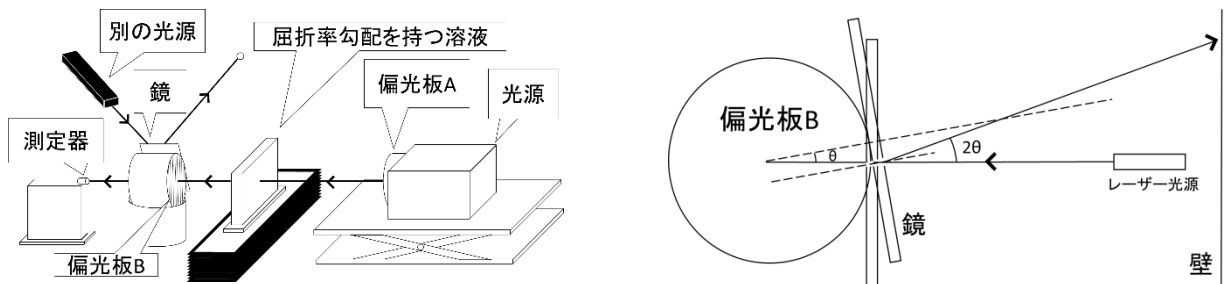 別の光源
屈折率勾配を持つ溶液
鏡
偏光板A
光源
測定器
偏光板B
偏光板B
θ
2θ
レーザー光源
鏡
壁